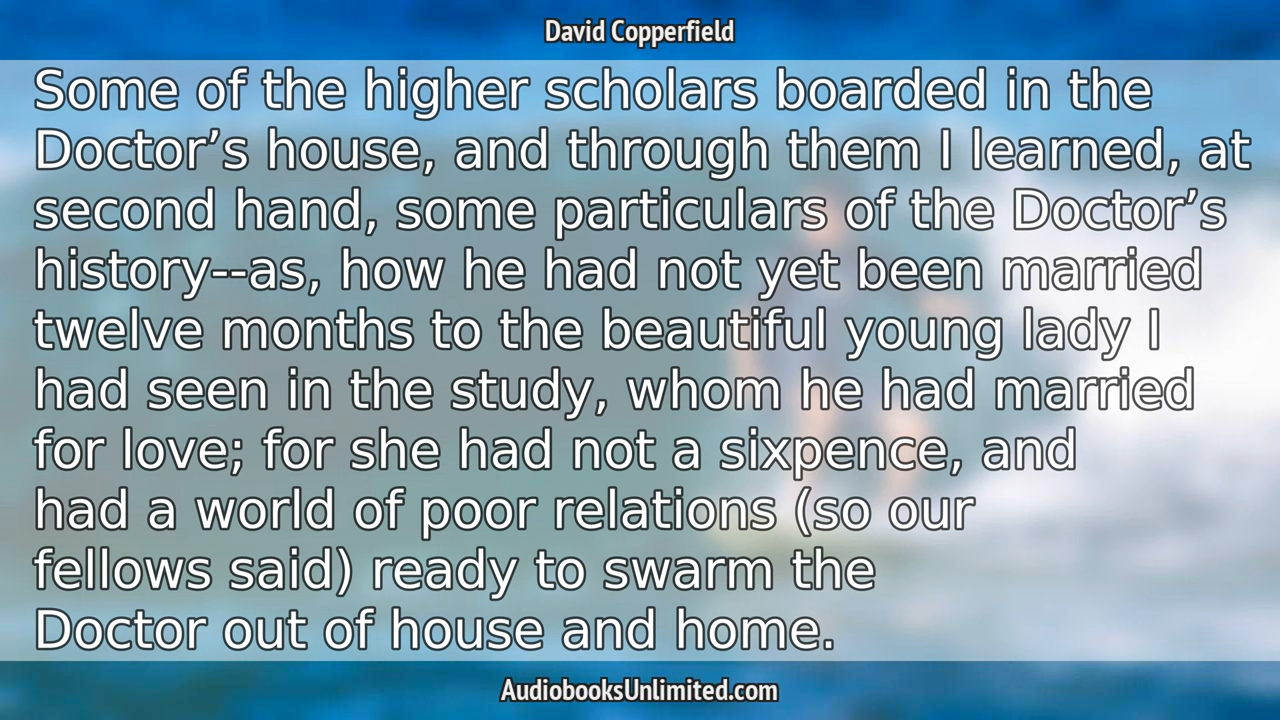 David Copperfield
Some of the higher scholars boarded in the
Doctor’s house, and through them I learned, at
second hand, some particulars of the Doctor’s
history--as, how he had not yet been married
twelve months to the beautiful young lady I
had seen in the study, whom he had married
for love; for she had not a sixpence, and
had a world of poor relations (so our
fellows said) ready to swarm the
Doctor out of house and home.
AudiobooksUnlimited.com